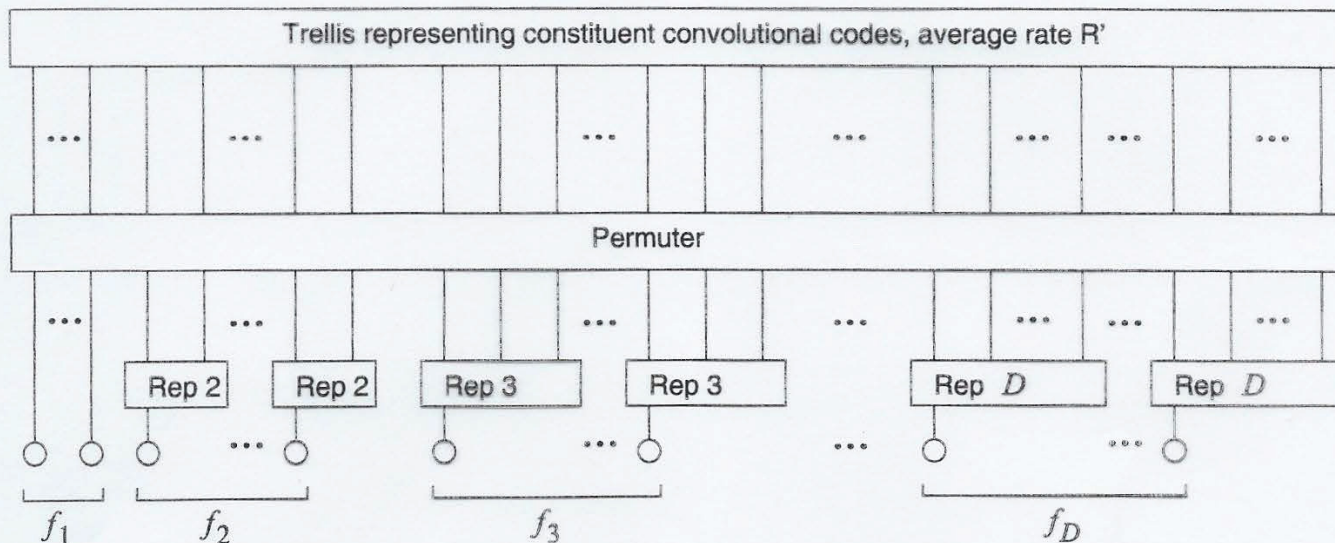 Trellis representing constituent convolutional codes, average rate R'
... ... ... ... ... ... ...
Permuter
... ... ... ... ... ... ...
Rep 2 Rep 2 Rep 3 Rep 3 Rep D Rep D
... ... ... ...
f1 f2 f3 fD